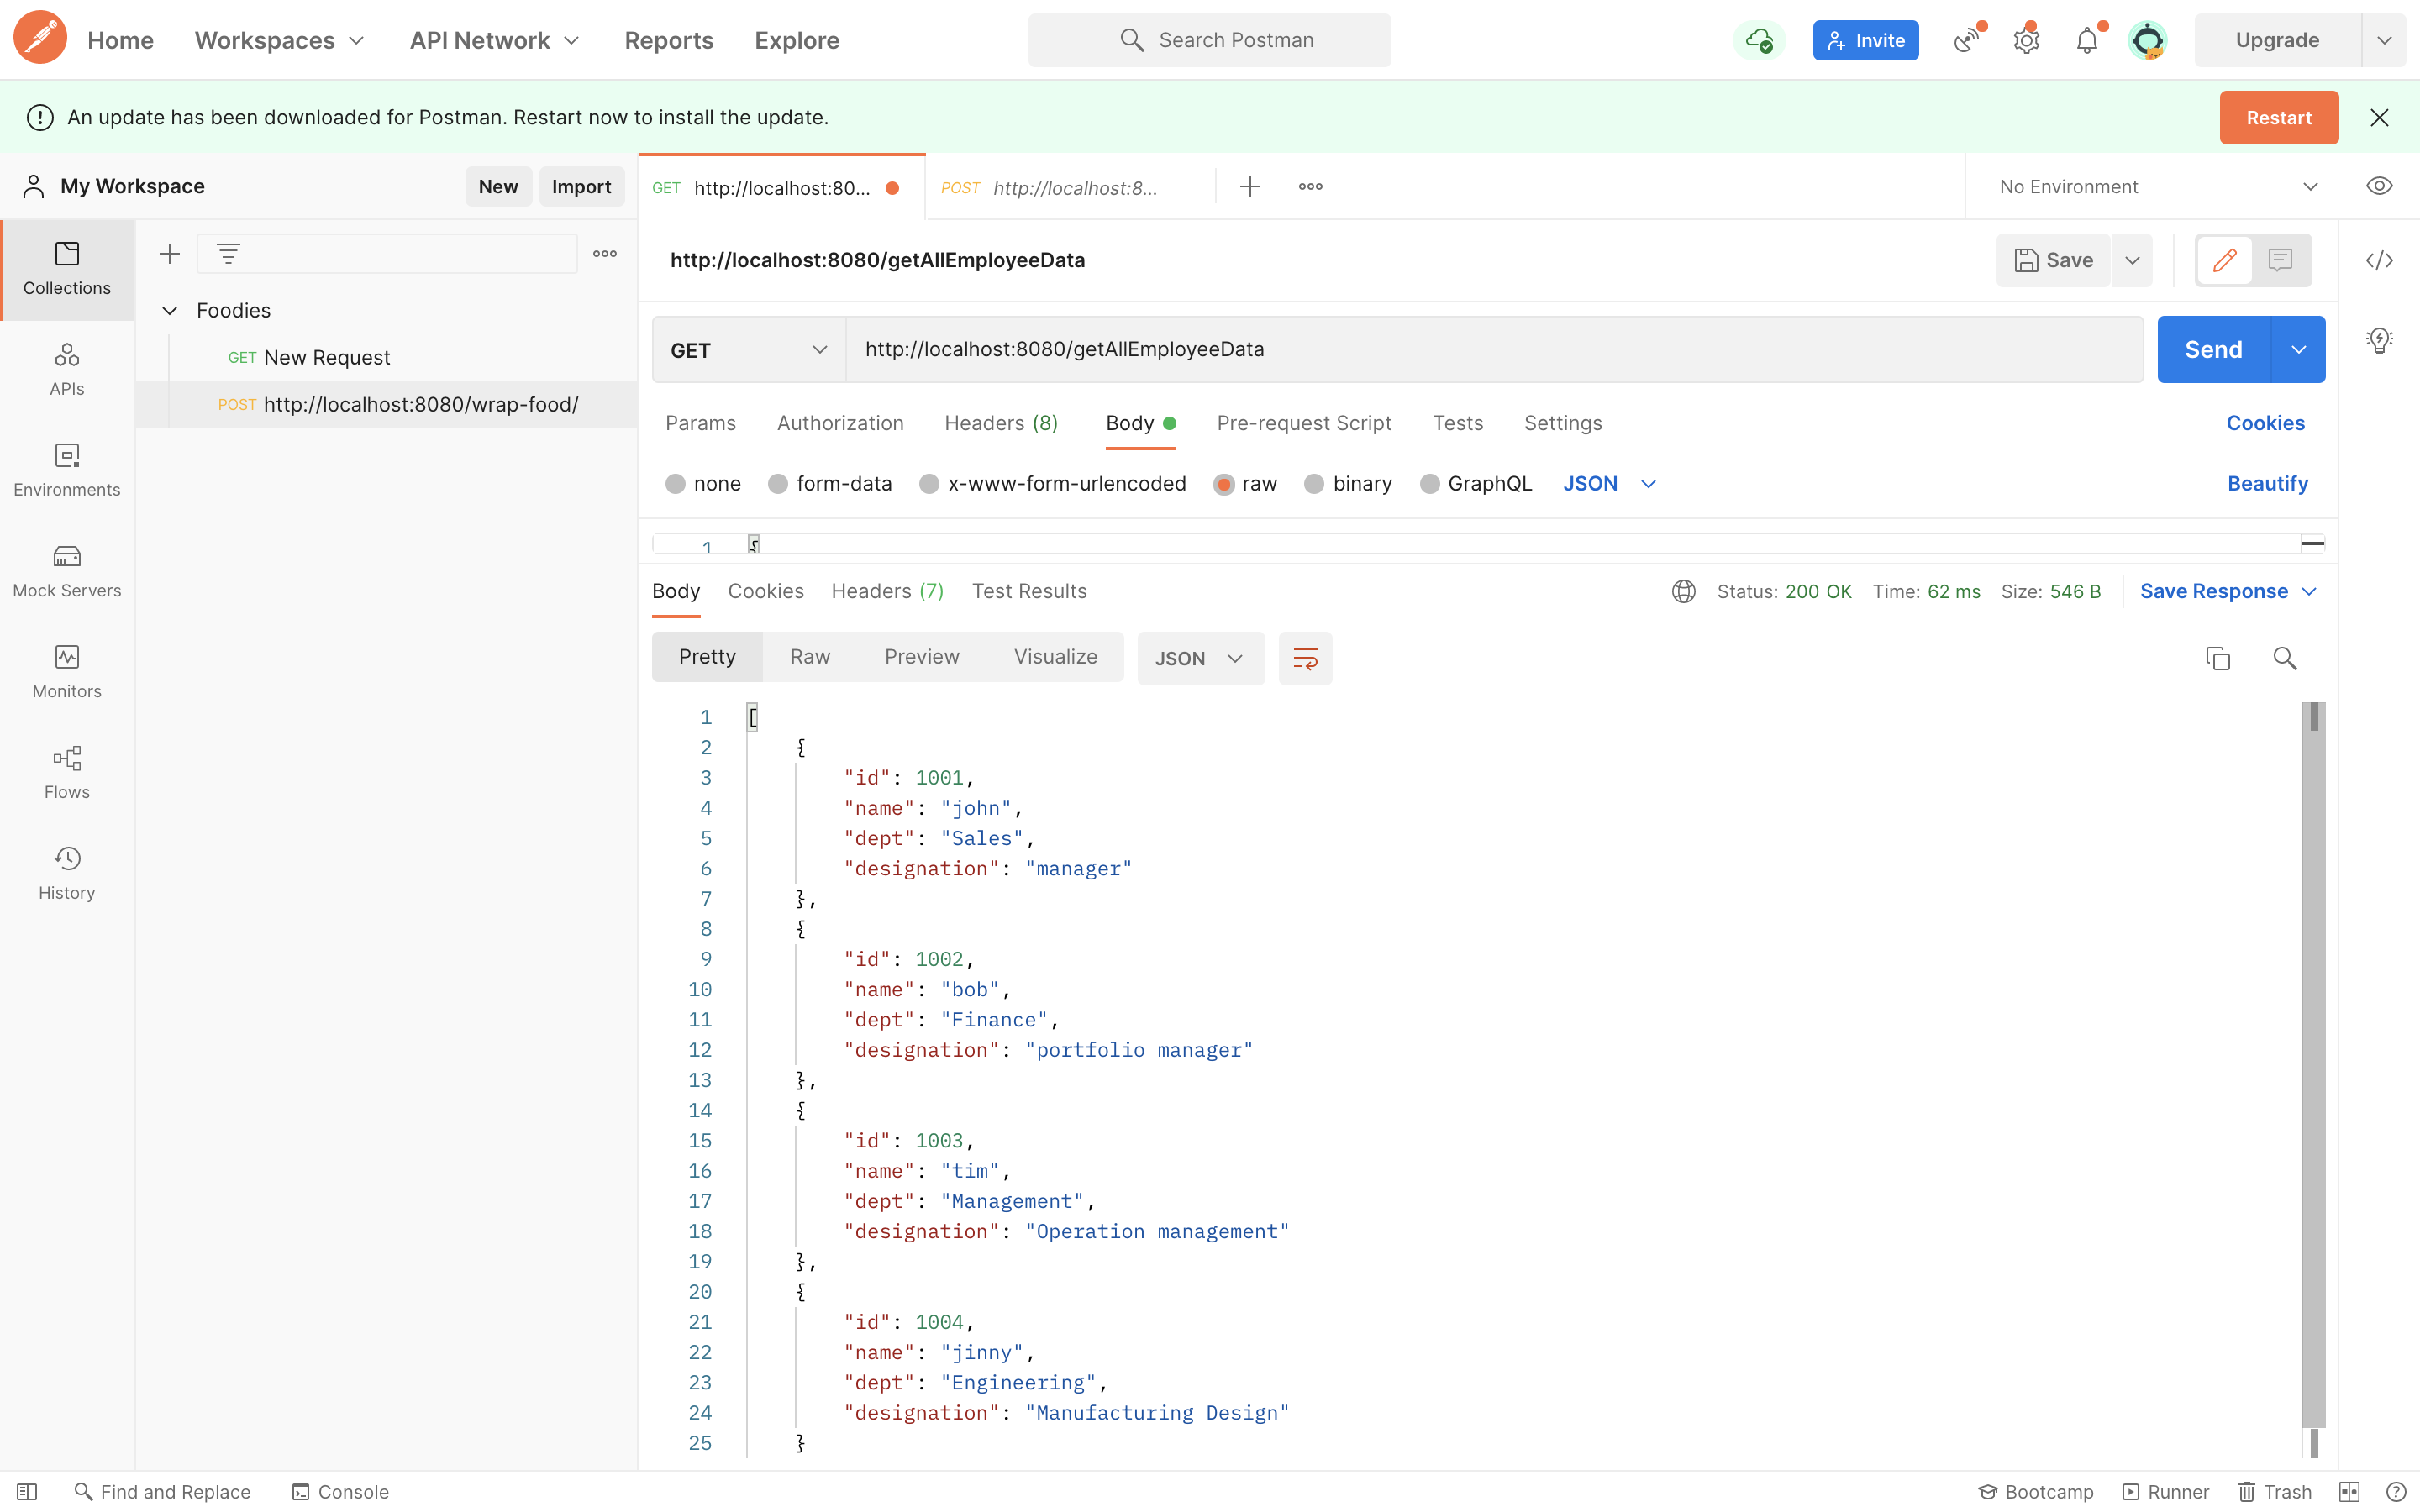 Home Workspaces API Network Reports Explore Search Postman Invite Upgrade
An update has been downloaded for Postman. Restart now to install the update. Restart
My Workspace New Import GET http://localhost:80... POST http://localhost:8... No Environment
Collections
APIs
Environments
Mock Servers
Monitors
Flows
History
Foodies
GET New Request
POST http://localhost:8080/wrap-food/
http://localhost:8080/getAllEmployeeData Save
GET http://localhost:8080/getAllEmployeeData Send
Params Authorization Headers (8) Body Pre-request Script Tests Settings Cookies
none form-data x-www-form-urlencoded raw binary GraphQL JSON Beautify
1 {
Body Cookies Headers (7) Test Results Status: 200 OK Time: 62 ms Size: 546 B Save Response
Pretty Raw Preview Visualize JSON
1 [
2 {
3 "id": 1001,
4 "name": "john",
5 "dept": "Sales",
6 "designation": "manager"
7 },
8 {
9 "id": 1002,
10 "name": "bob",
11 "dept": "Finance",
12 "designation": "portfolio manager"
13 },
14 {
15 "id": 1003,
16 "name": "tim",
17 "dept": "Management",
18 "designation": "Operation management"
19 },
20 {
21 "id": 1004,
22 "name": "jinny",
23 "dept": "Engineering",
24 "designation": "Manufacturing Design"
25 }
Find and Replace Console Bootcamp Runner Trash